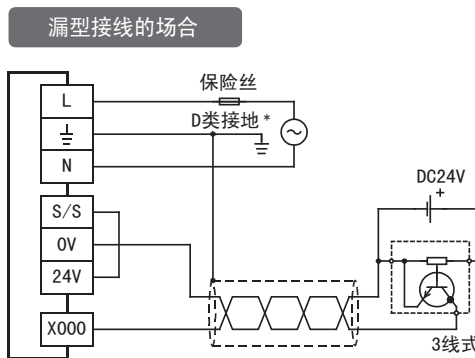 漏型接线的场合
保险丝
L
D类接地*
N
DC24V
+
S/S
0V
24V
X000
3线式